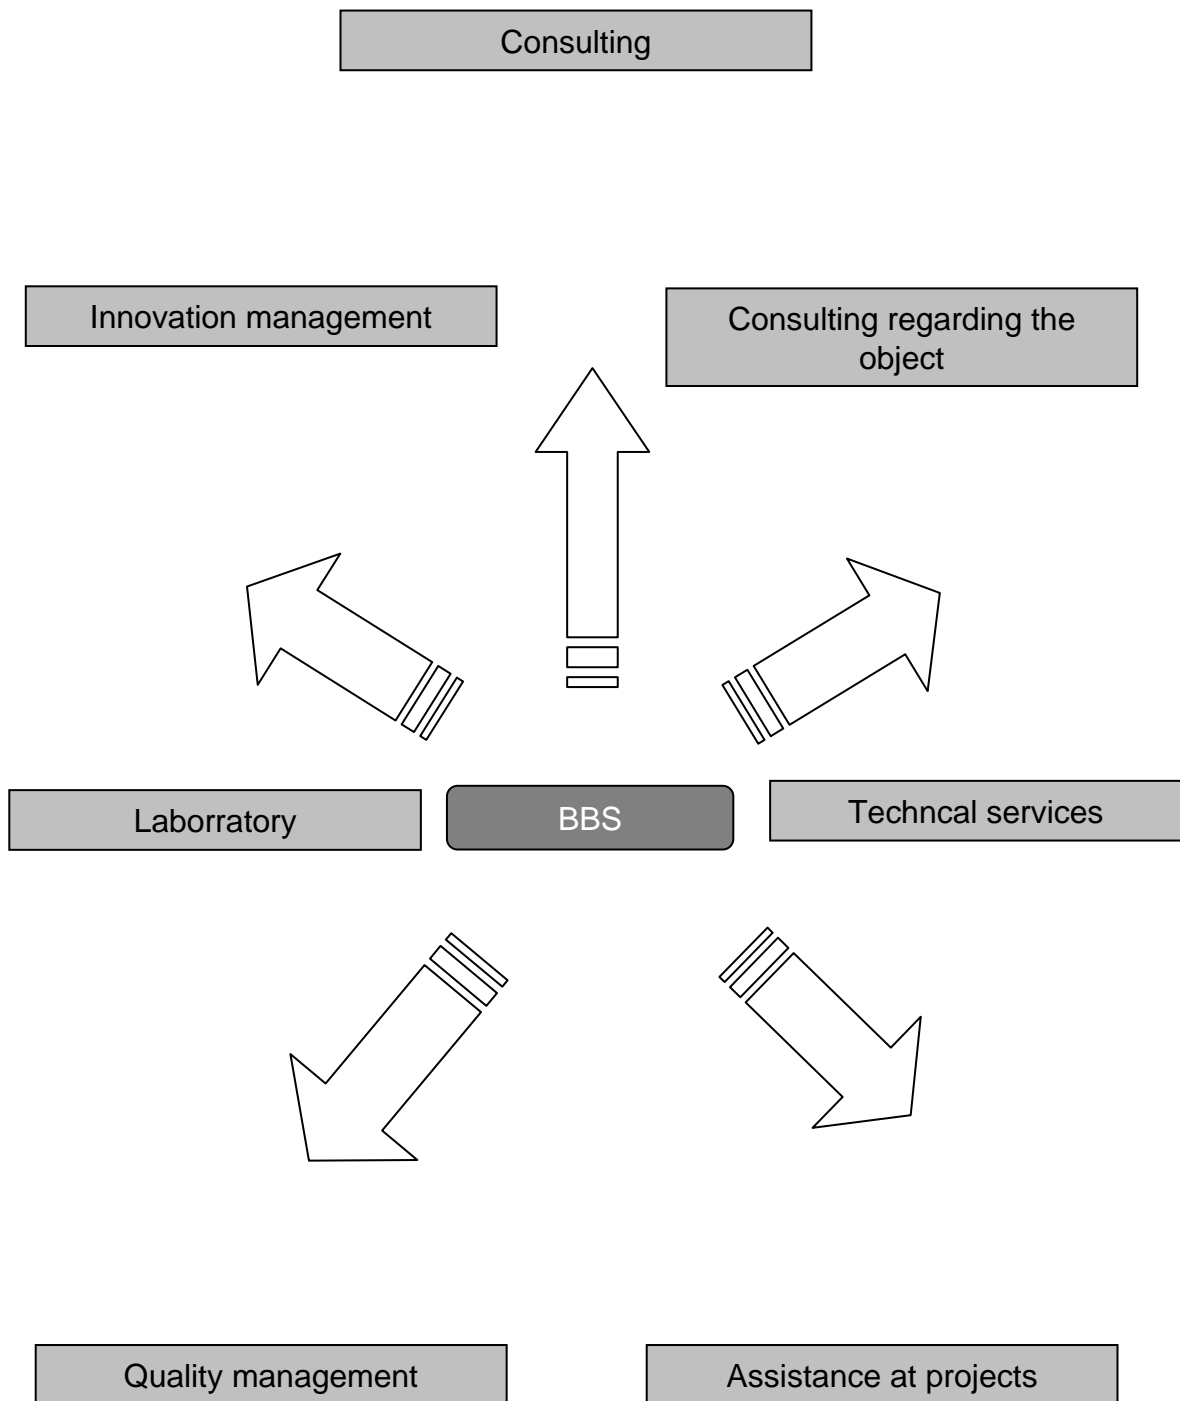 Consulting
Innovation management
Consulting regarding the
object
Laborratory
BBS
Techncal services
Quality management
Assistance at projects